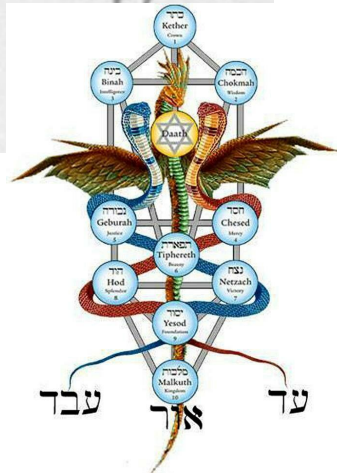 כתר
Kether
Crown
1
בינה
Binah
Intelligence
3
חכמה
Chokmah
Wisdom
2
Daath
גבורה
Geburah
Justice
5
חסד
Chesed
Mercy
4
תפארת
Tiphereth
Beauty
6
הוד
Hod
Splendor
8
נצח
Netzach
Victory
7
יסוד
Yesod
Foundation
9
מלכות
Malkuth
Kingdom
10
עבד
עד